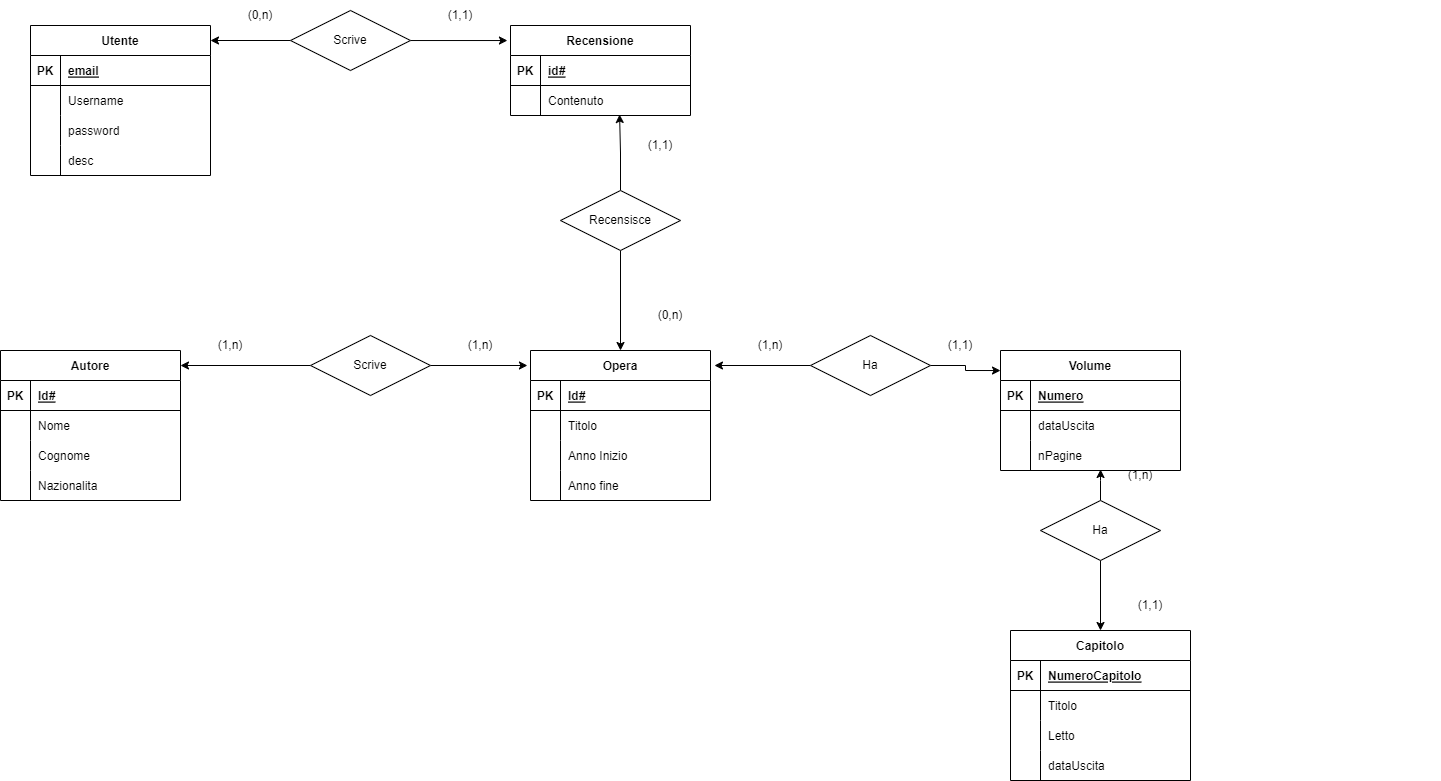 (0,n)
(1,1)
Utente
Scrive
Recensione
PK email
PK id#
Username
Contenuto
password
desc
(1,1)
Recensisce
(0,n)
(1,n)
(1,n)
(1,n)
(1,1)
Autore
Scrive
Opera
Ha
Volume
PK Id#
PK Id#
PK Numero
Nome
Titolo
dataUscita
Cognome
Anno Inizio
nPagine
Nazionalita
Anno fine
(1,n)
Ha
(1,1)
Capitolo
PK NumeroCapitolo
Titolo
Letto
dataUscita